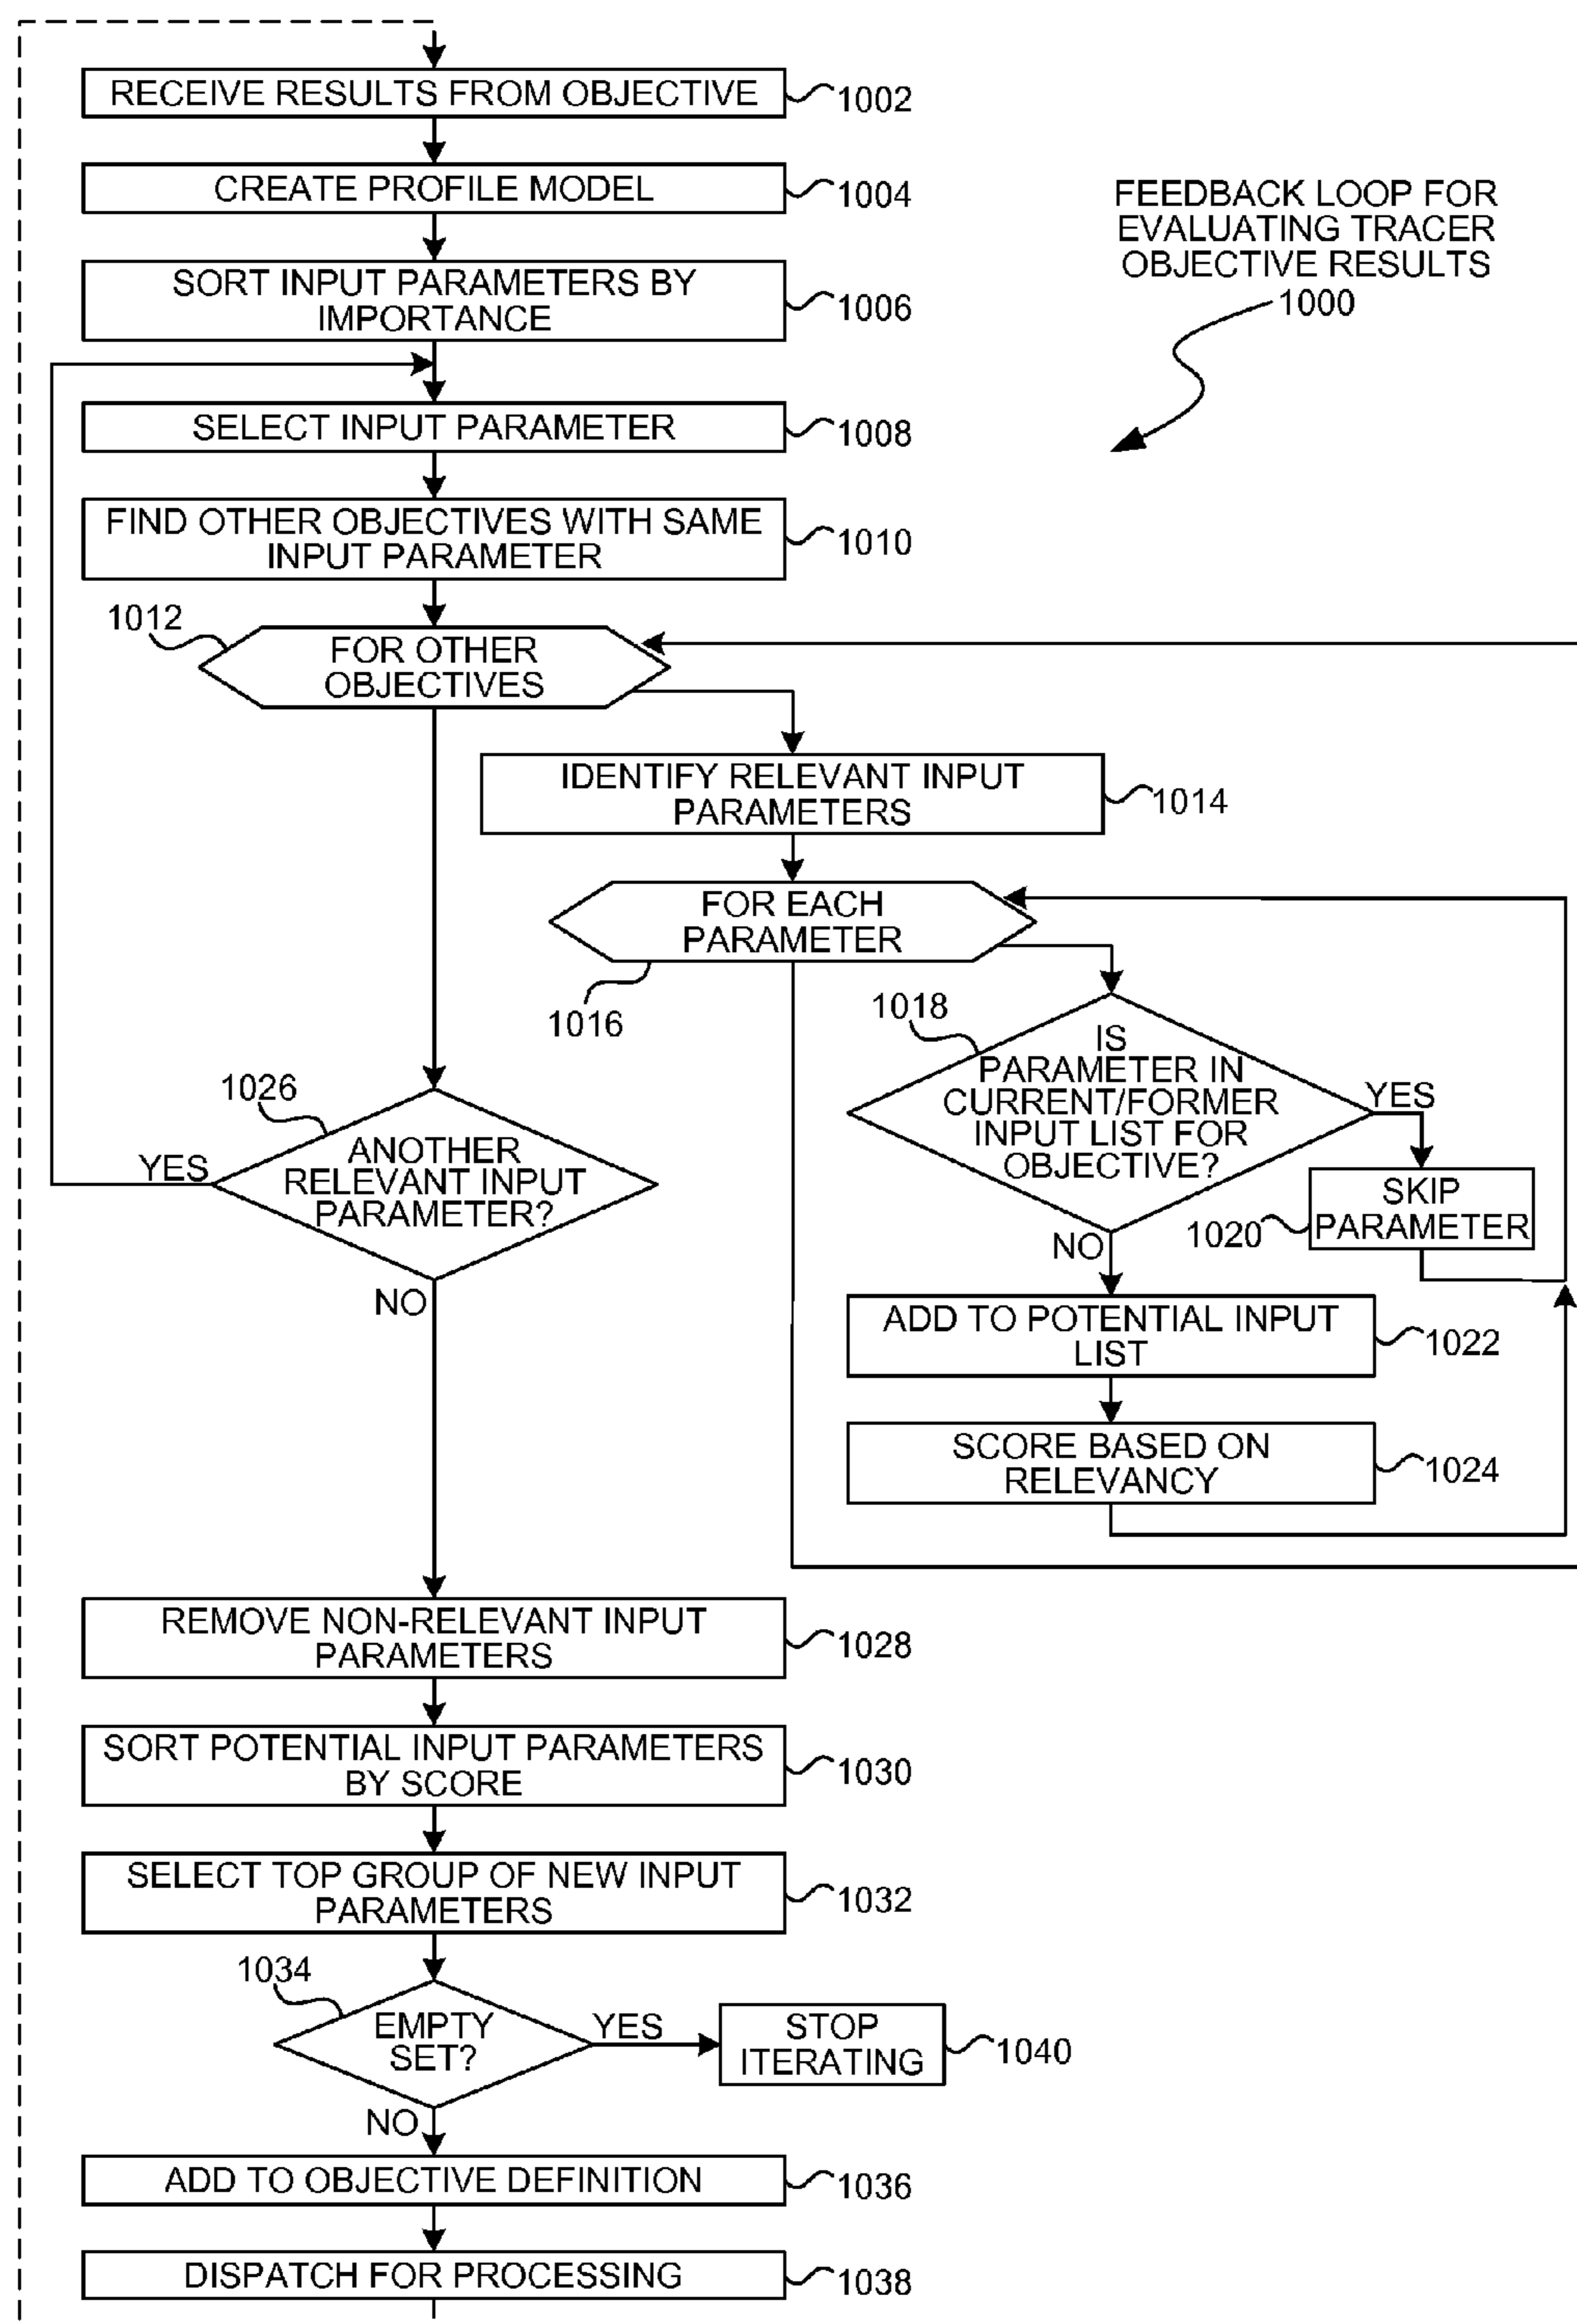 RECEIVE RESULTS FROM OBJECTIVE
1002
CREATE PROFILE MODEL
1004
FEEDBACK LOOP FOR
EVALUATING TRACER
OBJECTIVE RESULTS
1000
SORT INPUT PARAMETERS BY
IMPORTANCE
1006
SELECT INPUT PARAMETER
1008
FIND OTHER OBJECTIVES WITH SAME
INPUT PARAMETER
1010
1012
FOR OTHER
OBJECTIVES
IDENTIFY RELEVANT INPUT
PARAMETERS
1014
FOR EACH
PARAMETER
1016
1018
IS
PARAMETER IN
CURRENT/FORMER
INPUT LIST FOR
OBJECTIVE?
YES
SKIP
PARAMETER
1020
NO
ADD TO POTENTIAL INPUT
LIST
1022
SCORE BASED ON
RELEVANCY
1024
1026
ANOTHER
RELEVANT INPUT
PARAMETER?
YES
NO
REMOVE NON-RELEVANT INPUT
PARAMETERS
1028
SORT POTENTIAL INPUT PARAMETERS
BY SCORE
1030
SELECT TOP GROUP OF NEW INPUT
PARAMETERS
1032
1034
EMPTY
SET?
YES
STOP
ITERATING
1040
NO
ADD TO OBJECTIVE DEFINITION
1036
DISPATCH FOR PROCESSING
1038